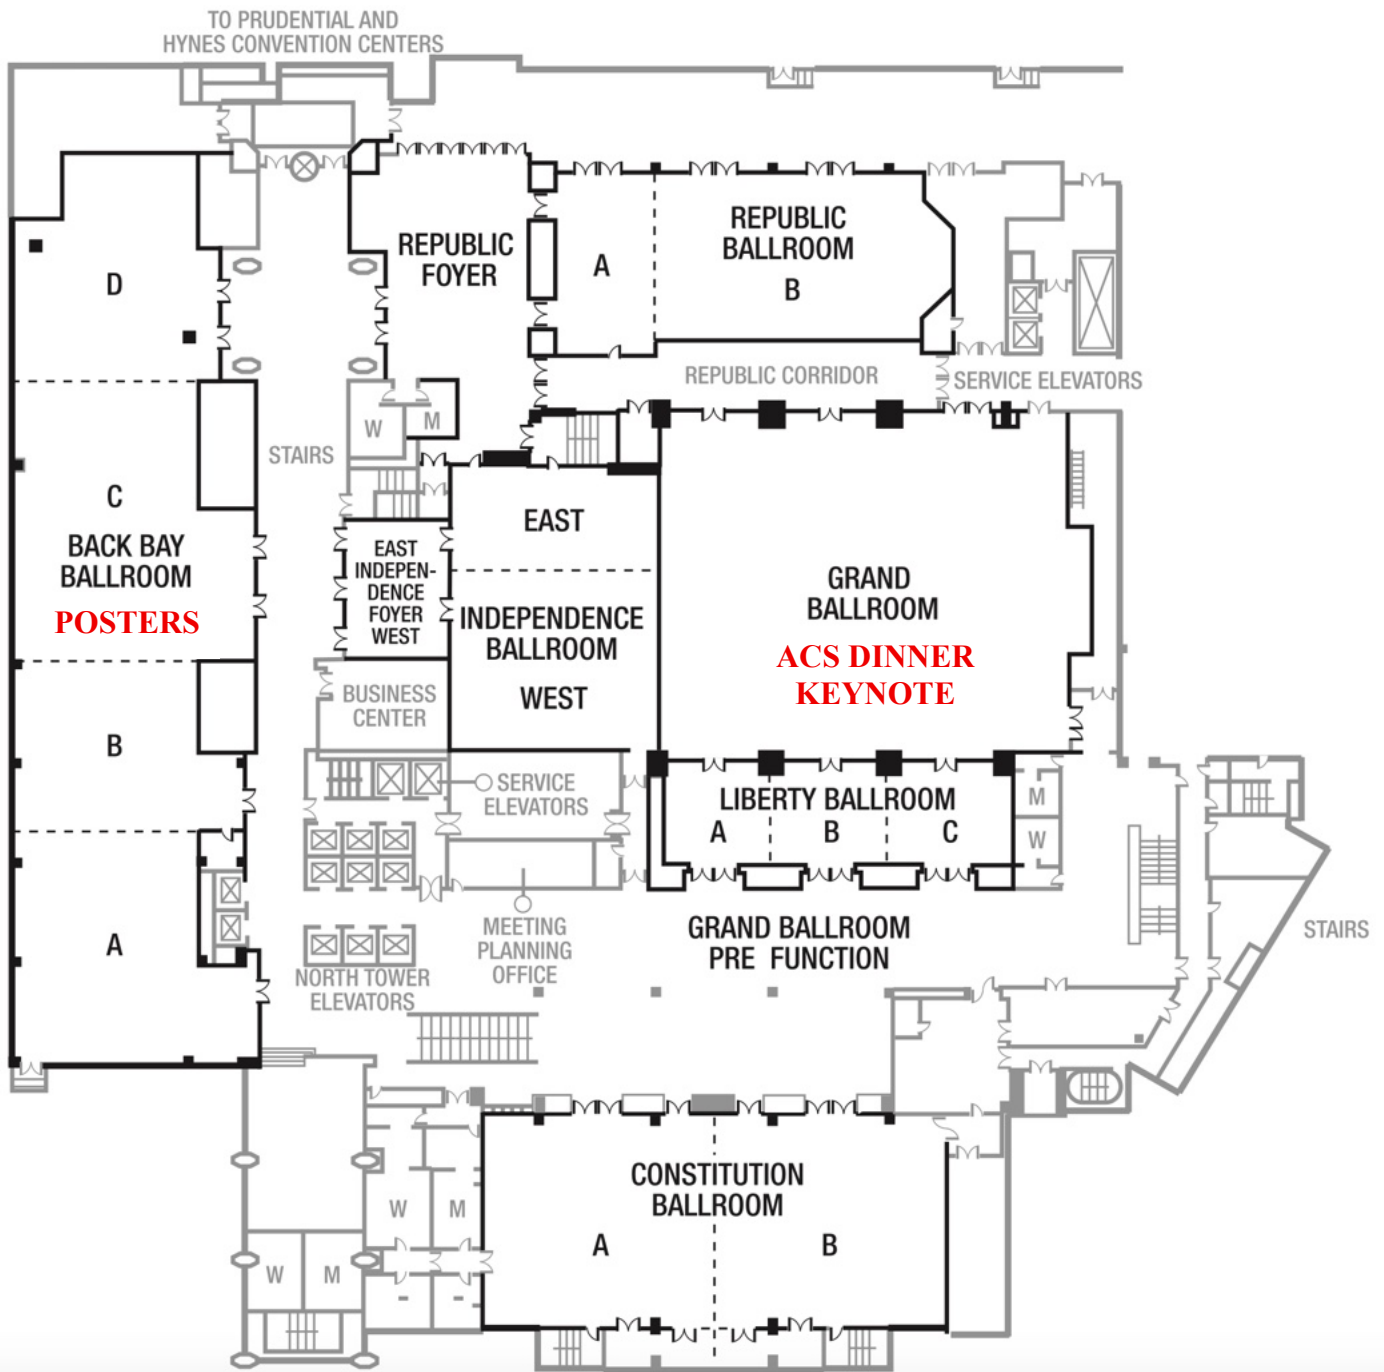 TO PRUDENTIAL AND
HYNES CONVENTION CENTERS
REPUBLIC
FOYER
A
REPUBLIC
BALLROOM
B
D
REPUBLIC CORRIDOR
SERVICE ELEVATORS
W
M
STAIRS
C
BACK BAY
BALLROOM
POSTERS
EAST
INDEPEN-
DENCE
FOYER
WEST
EAST
INDEPENDENCE
BALLROOM
WEST
GRAND
BALLROOM
ACS DINNER
KEYNOTE
BUSINESS
CENTER
B
SERVICE
ELEVATORS
LIBERTY BALLROOM
A
B
C
M
W
A
MEETING
PLANNING
OFFICE
GRAND BALLROOM
PRE FUNCTION
STAIRS
NORTH TOWER
ELEVATORS
CONSTITUTION
BALLROOM
A
B
W
M
W
M